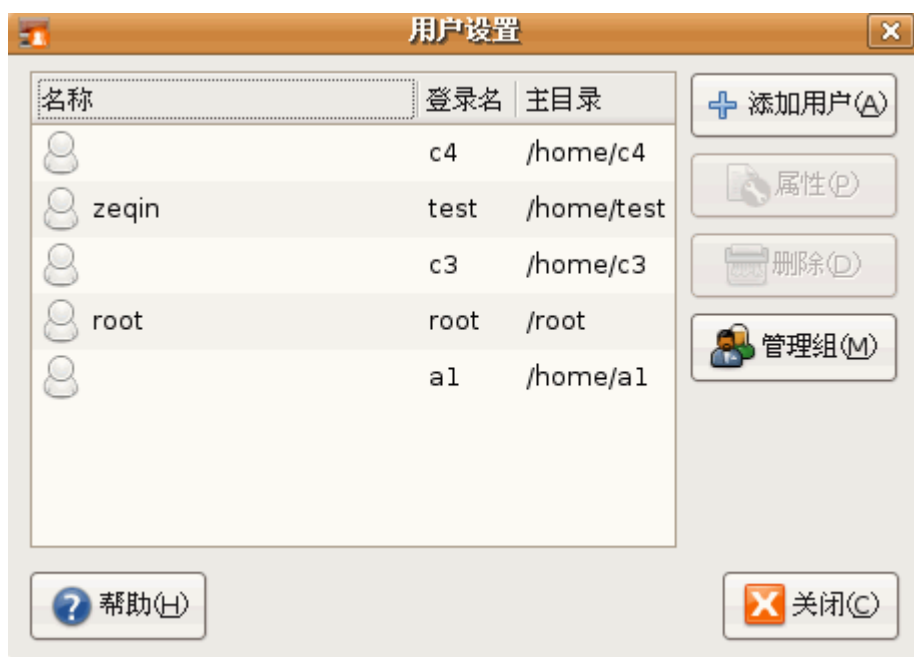 用户设置
名称 登录名 主目录
c4 /home/c4
zeqin test /home/test
c3 /home/c3
root root /root
a1 /home/a1
添加用户(A)
属性(P)
删除(D)
管理组(M)
帮助(H)
关闭(C)